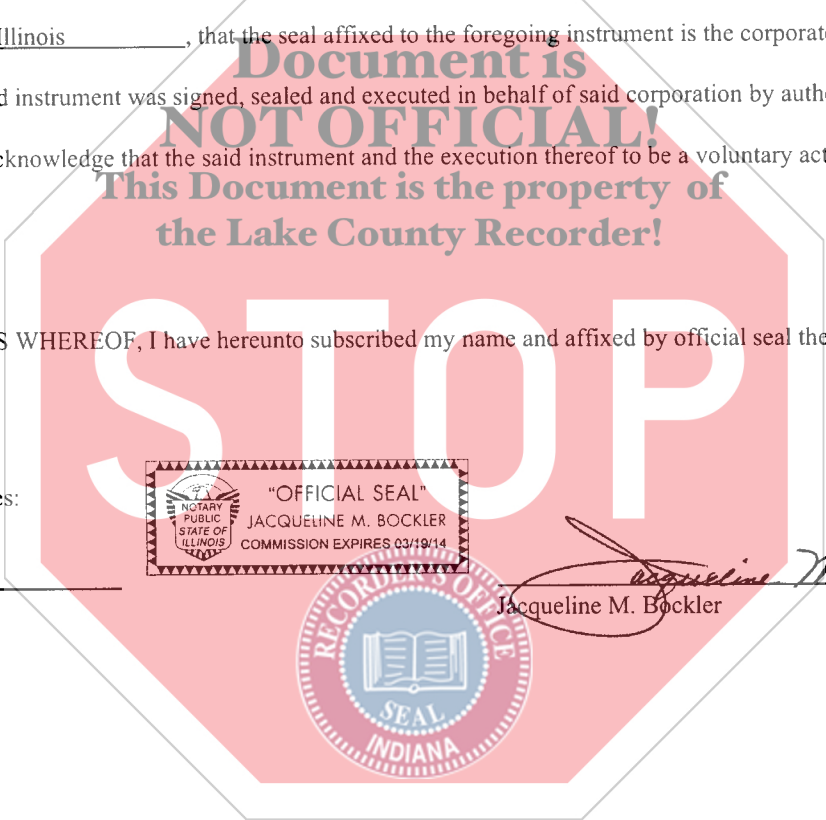 Illinois, that the seal affixed to the foregoing instrument is the corporat
Document is
d instrument was signed, sealed and executed in behalf of said corporation by auth
NOT OFFICIAL!
cknowledge that the said instrument and the execution thereof to be a voluntary act
This Document is the property of
the Lake County Recorder!
STOP
S WHEREOF, I have hereunto subscribed my name and affixed by official seal the
es:
"OFFICIAL SEAL"
NOTARY
PUBLIC
STATE OF
ILLINOIS
JACQUELINE M. BOCKLER
COMMISSION EXPIRES 03/19/14
Jacqueline M
Jacqueline M. Bockler
RECORDER'S OFFICE
SEAL
INDIANA